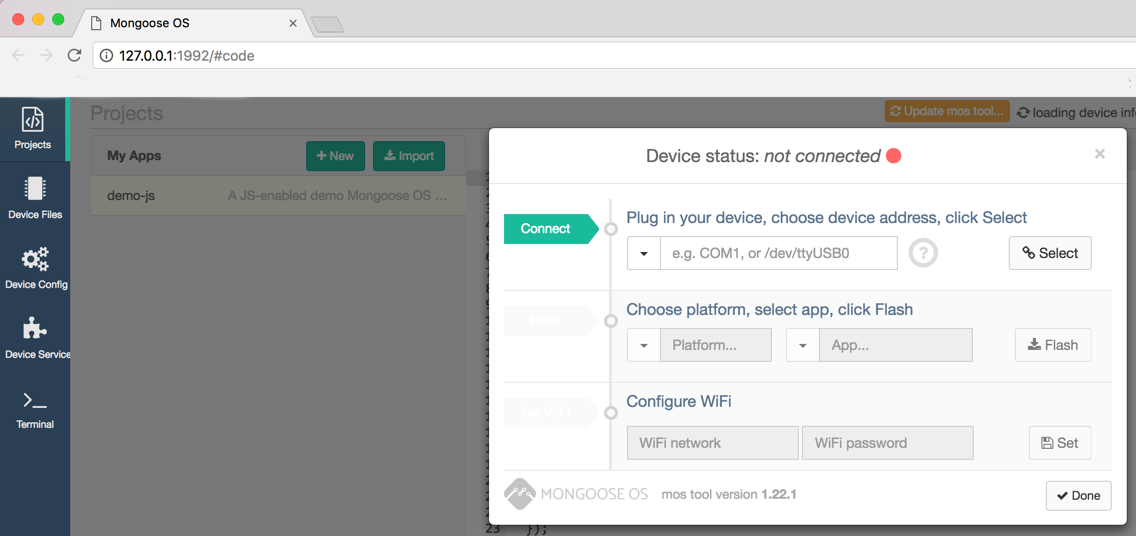 Mongoose OS
127.0.0.1:1992/#code
Projects
Update mos tool...
loading device info
Projects
My Apps
New
Import
demo-js
A JS-enabled demo Mongoose OS ...
Device Files
Device Config
Device Service
Terminal
Device status: not connected
Connect
Plug in your device, choose device address, click Select
e.g. COM1, or /dev/ttyUSB0
?
Select
Flash
Choose platform, select app, click Flash
Platform...
App...
Flash
Set WiFi
Configure WiFi
WiFi network
WiFi password
Set
MONGOOSE OS
mos tool version 1.22.1
Done
23 });